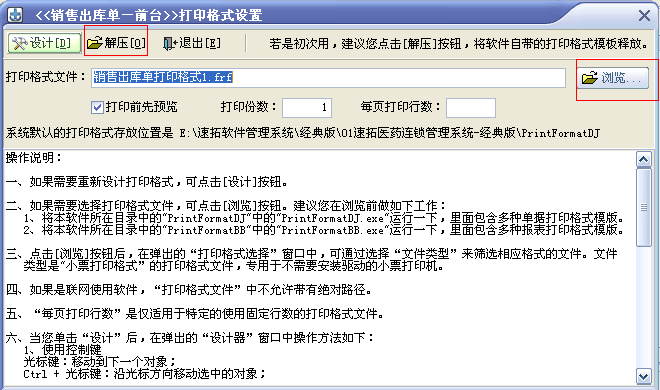 <<销售出库单—前台>>打印格式设置
设计[D] 解压[O] 退出[E] 若是初次用，建议您点击[解压]按钮，将软件自带的打印格式模板释放。
打印格式文件： 销售出库单打印格式1.frf 浏览...
打印前先预览 打印份数： 1 每页打印行数：
系统默认的打印格式存放位置是 E:\速拓软件管理系统\经典版\01速拓医药连锁管理系统-经典版\PrintFormatDJ
操作说明：
一、如果需要重新设计打印格式，可点击[设计]按钮。
二、如果需要选择打印格式文件，可点击[浏览]按钮。建议您在浏览前做如下工作：
1、将本软件所在目录中的"PrintFormatDJ"中的"PrintFormatDJ.exe"运行一下，里面包含多种单据打印格式模版。
2、将本软件所在目录中的"PrintFormatBB"中的"PrintFormatBB.exe"运行一下，里面包含多种报表打印格式模版。
三、点击[浏览]按钮后，在弹出的“打印格式选择”窗口中，可通过选择“文件类型”来筛选相应格式的文件。文件
类型是“小票打印格式”的打印格式文件，专用于不需要安装驱动的小票打印机。
四、如果是联网使用软件，“打印格式文件”中不允许带有绝对路径。
五、“每页打印行数”是仅适用于特定的使用固定行数的打印格式文件。
六、当您单击“设计”后，在弹出的“设计器”窗口中操作方法如下：
1、使用控制键
光标键：移动到下一个对象；
Ctrl + 光标键：沿光标方向移动选中的对象；